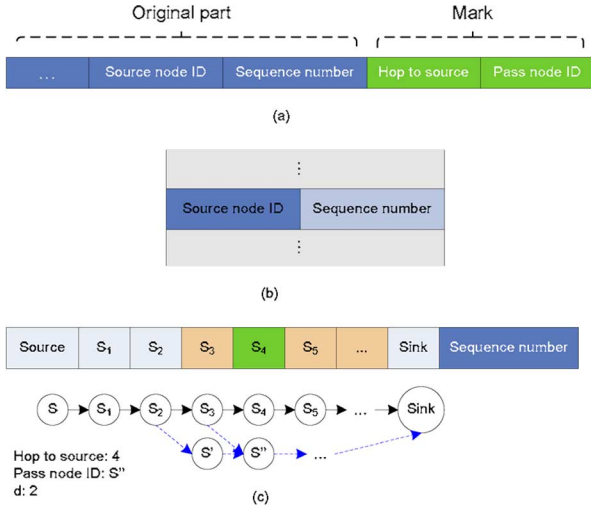 Original part Mark
... Source node ID Sequence number Hop to source Pass node ID
(a)
⋮
Source node ID Sequence number
⋮
(b)
Source S₁ S₂ S₃ S₄ S₅ ... Sink Sequence number
S S₁ S₂ S₃ S₄ S₅ ... Sink
S' S'' ...
Hop to source: 4
Pass node ID: S''
d: 2
(c)